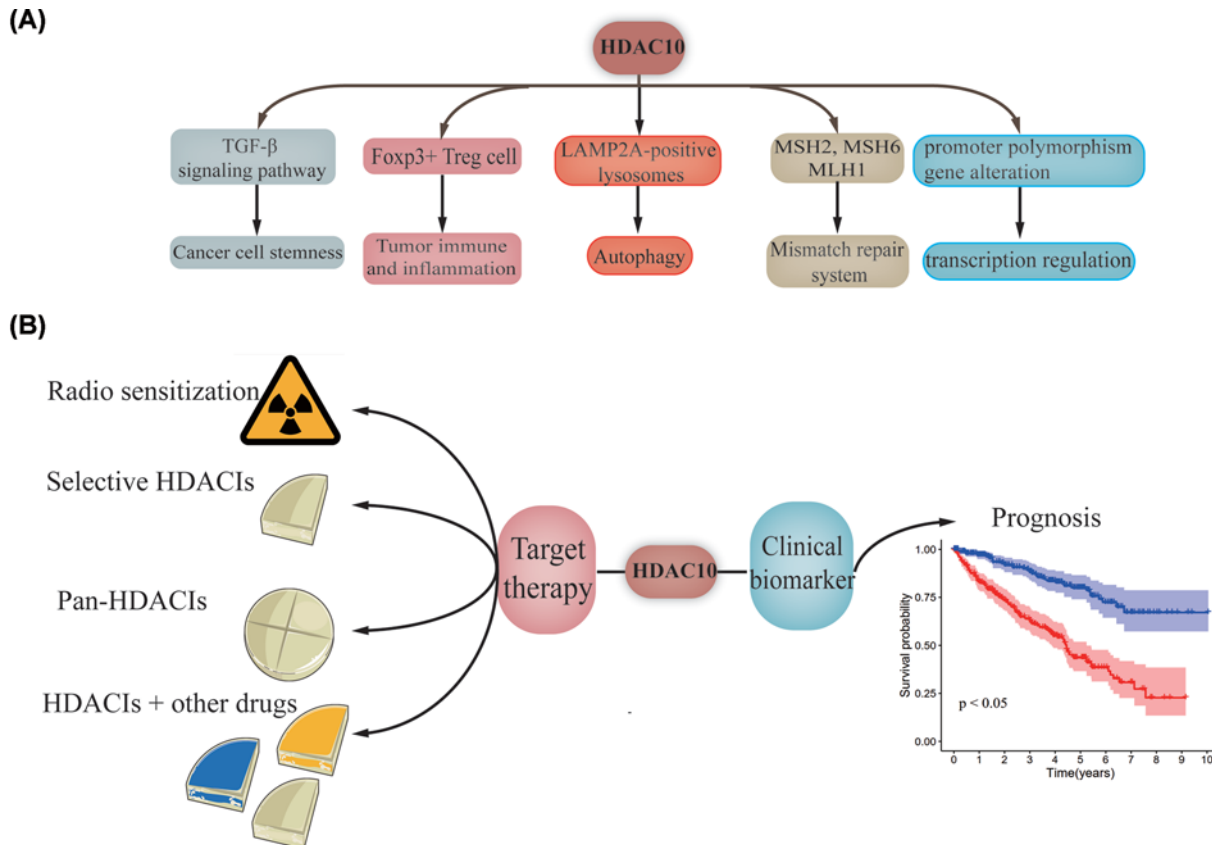 (A)
HDAC10
TGF-β
signaling pathway
Foxp3+ Treg cell
LAMP2A-positive
lysosomes
MSH2, MSH6
MLH1
promoter polymorphism
gene alteration
Cancer cell stemness
Tumor immune
and inflammation
Autophagy
Mismatch repair
system
transcription regulation
(B)
Radio sensitization
Selective HDACIs
Pan-HDACIs
HDACIs + other drugs
Target
therapy
HDAC10
Clinical
biomarker
Prognosis
Survival probability
1.00
0.75
0.50
0.25
0.00
p < 0.05
0 1 2 3 4 5 6 7 8 9 10
Time(years)